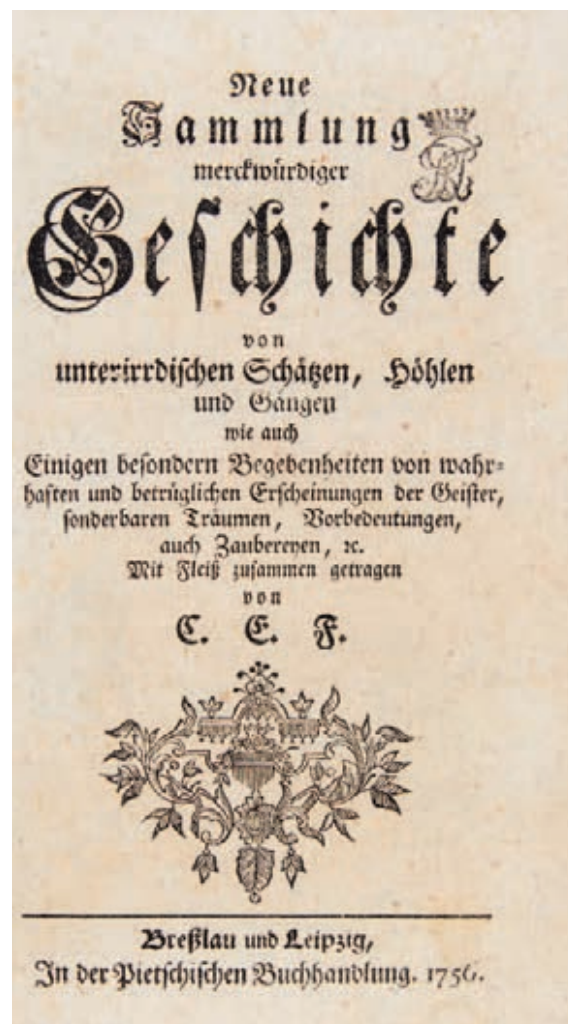 Neue
Sammlung
merckwürdiger
Geschichte
von
unterirrdischen Schätzen, Höhlen
und Gängen
wie auch
Einigen besondern Begebenheiten von wahr-
haften und betrüglichen Erscheinungen der Geister,
sonderbaren Träumen, Vorbedeutungen,
auch Zaubereyen, ꝛc.
Mit Fleiß zusammen getragen
von
C. E. F.
Breßlau und Leipzig,
In der Pietschischen Buchhandlung. 1756.